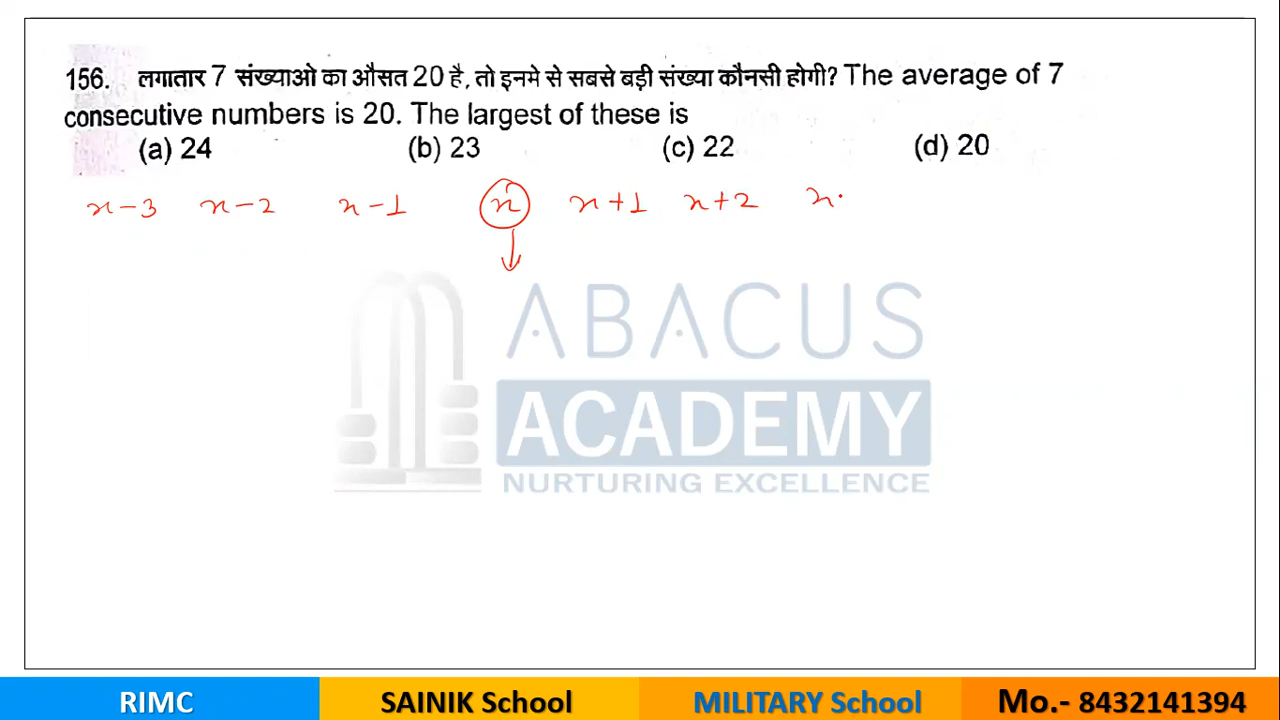 156. लगातार 7 संख्याओ का औसत 20 है, तो इनमे से सबसे बड़ी संख्या कौनसी होगी? The average of 7
consecutive numbers is 20. The largest of these is
(a) 24 (b) 23 (c) 22 (d) 20
x-3 x-2 x-1 x x+1 x+2 x
ABACUS
ACADEMY
NURTURING EXCELLENCE
RIMC SAINIK School MILITARY School Mo.- 8432141394